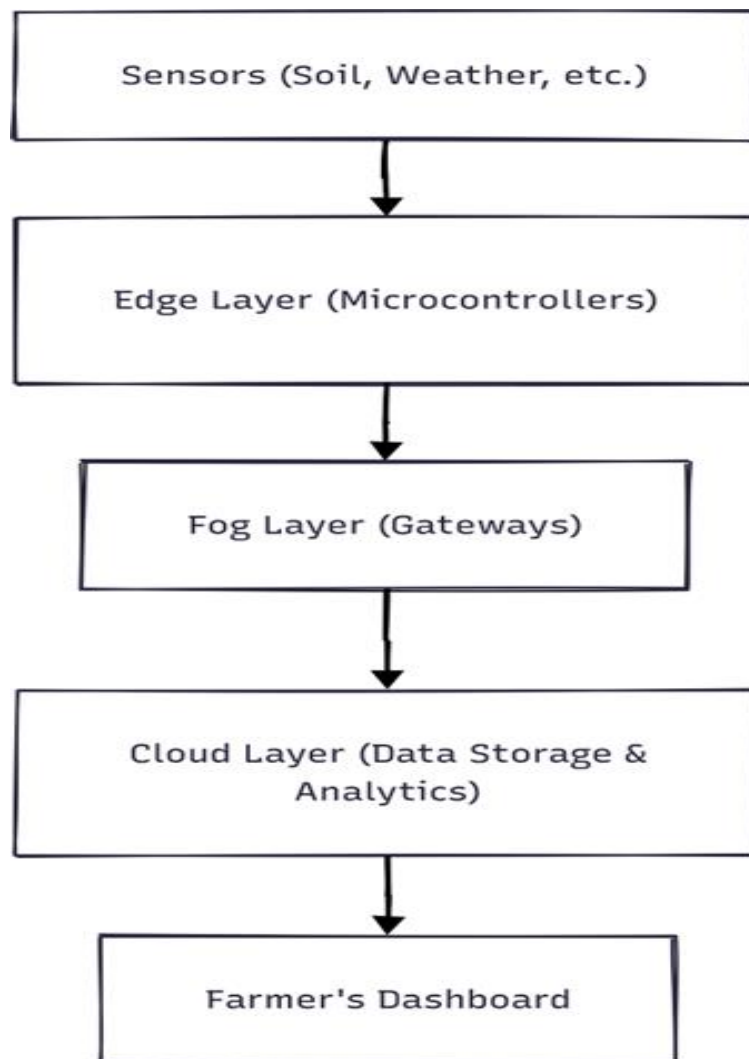 Sensors (Soil, Weather, etc.)
Edge Layer (Microcontrollers)
Fog Layer (Gateways)
Cloud Layer (Data Storage &
Analytics)
Farmer's Dashboard